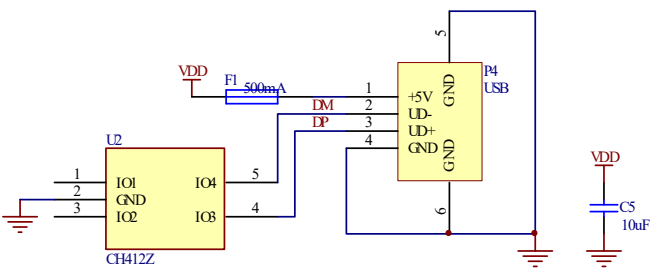 5
VDD
F1
500mA
1
2
3
4
DM
DP
+5V
UD-
UD+
GND
GND
GND
P4
USB
6
U2
1
2
3
IO1
GND
IO2
IO4
IO3
5
4
CH412Z
VDD
C5
10uF